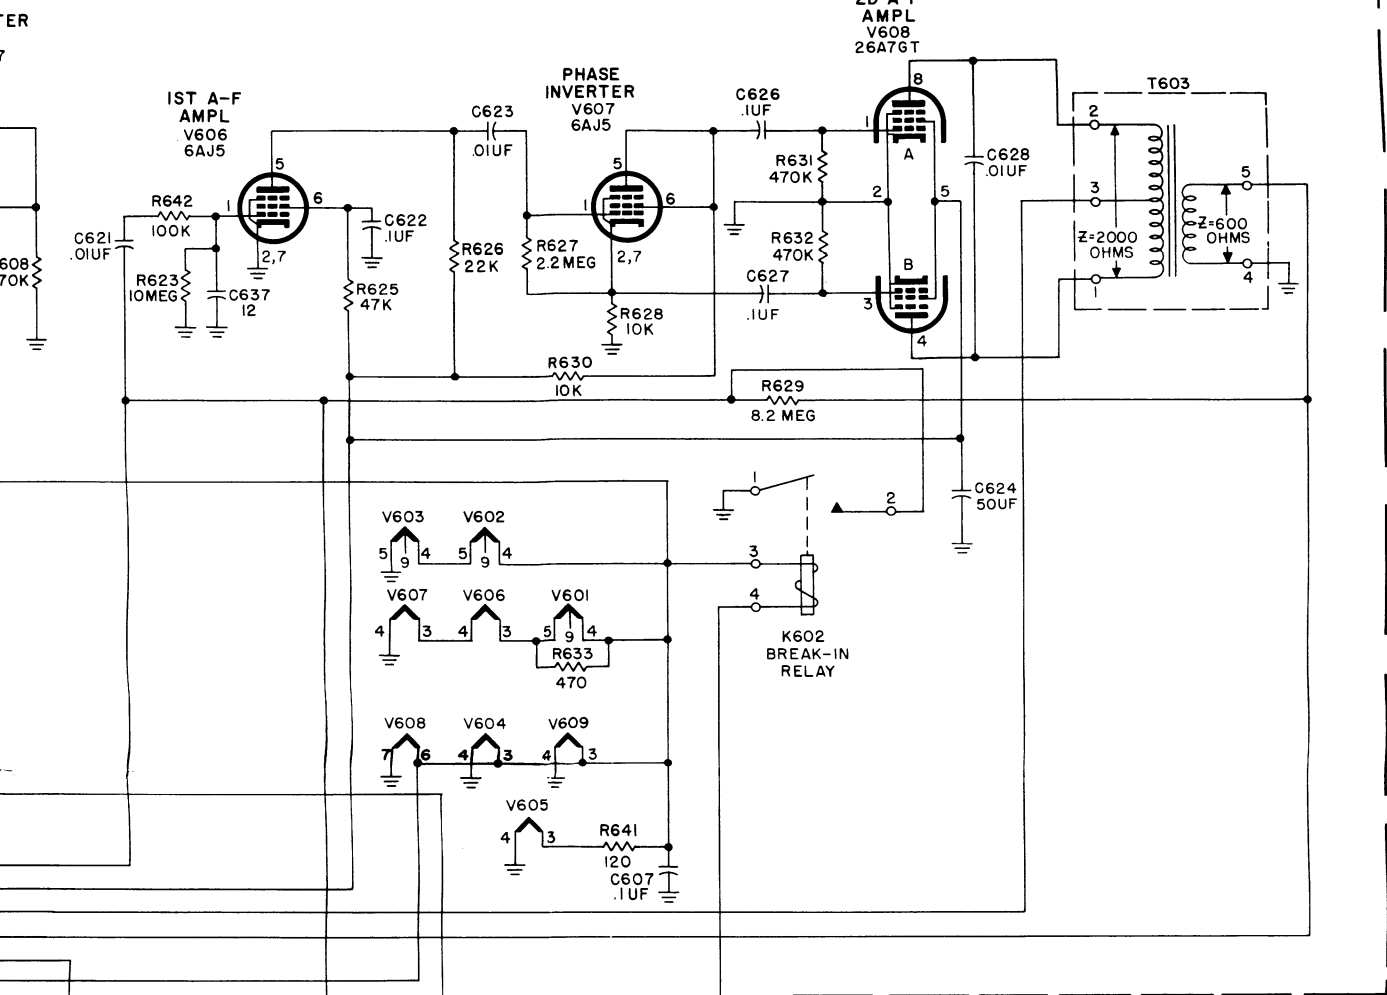 TER
7
608
70K
1ST A-F
AMPL
V606
6AJ5
5
1
6
2,7
R642
100K
C621
.01UF
R623
10MEG
C637
12
C622
.1UF
R625
47K
R626
22K
C623
.01UF
PHASE
INVERTER
V607
6AJ5
5
1
6
2,7
R627
2.2MEG
R628
10K
R630
10K
C626
.1UF
R631
470K
R632
470K
C627
.1UF
2D A-F
AMPL
V608
26A7GT
8
1
A
2
5
B
3
4
C628
.01UF
T603
2
3
1
Z=2000
OHMS
Z=600
OHMS
5
4
R629
8.2 MEG
C624
50UF
1
2
3
4
K602
BREAK-IN
RELAY
V603
5
9
4
V602
5
9
4
V607
4
3
V606
4
3
V601
5
9
4
R633
470
V608
7
6
V604
4
3
V609
4
3
V605
4
3
R641
120
C607
.1UF